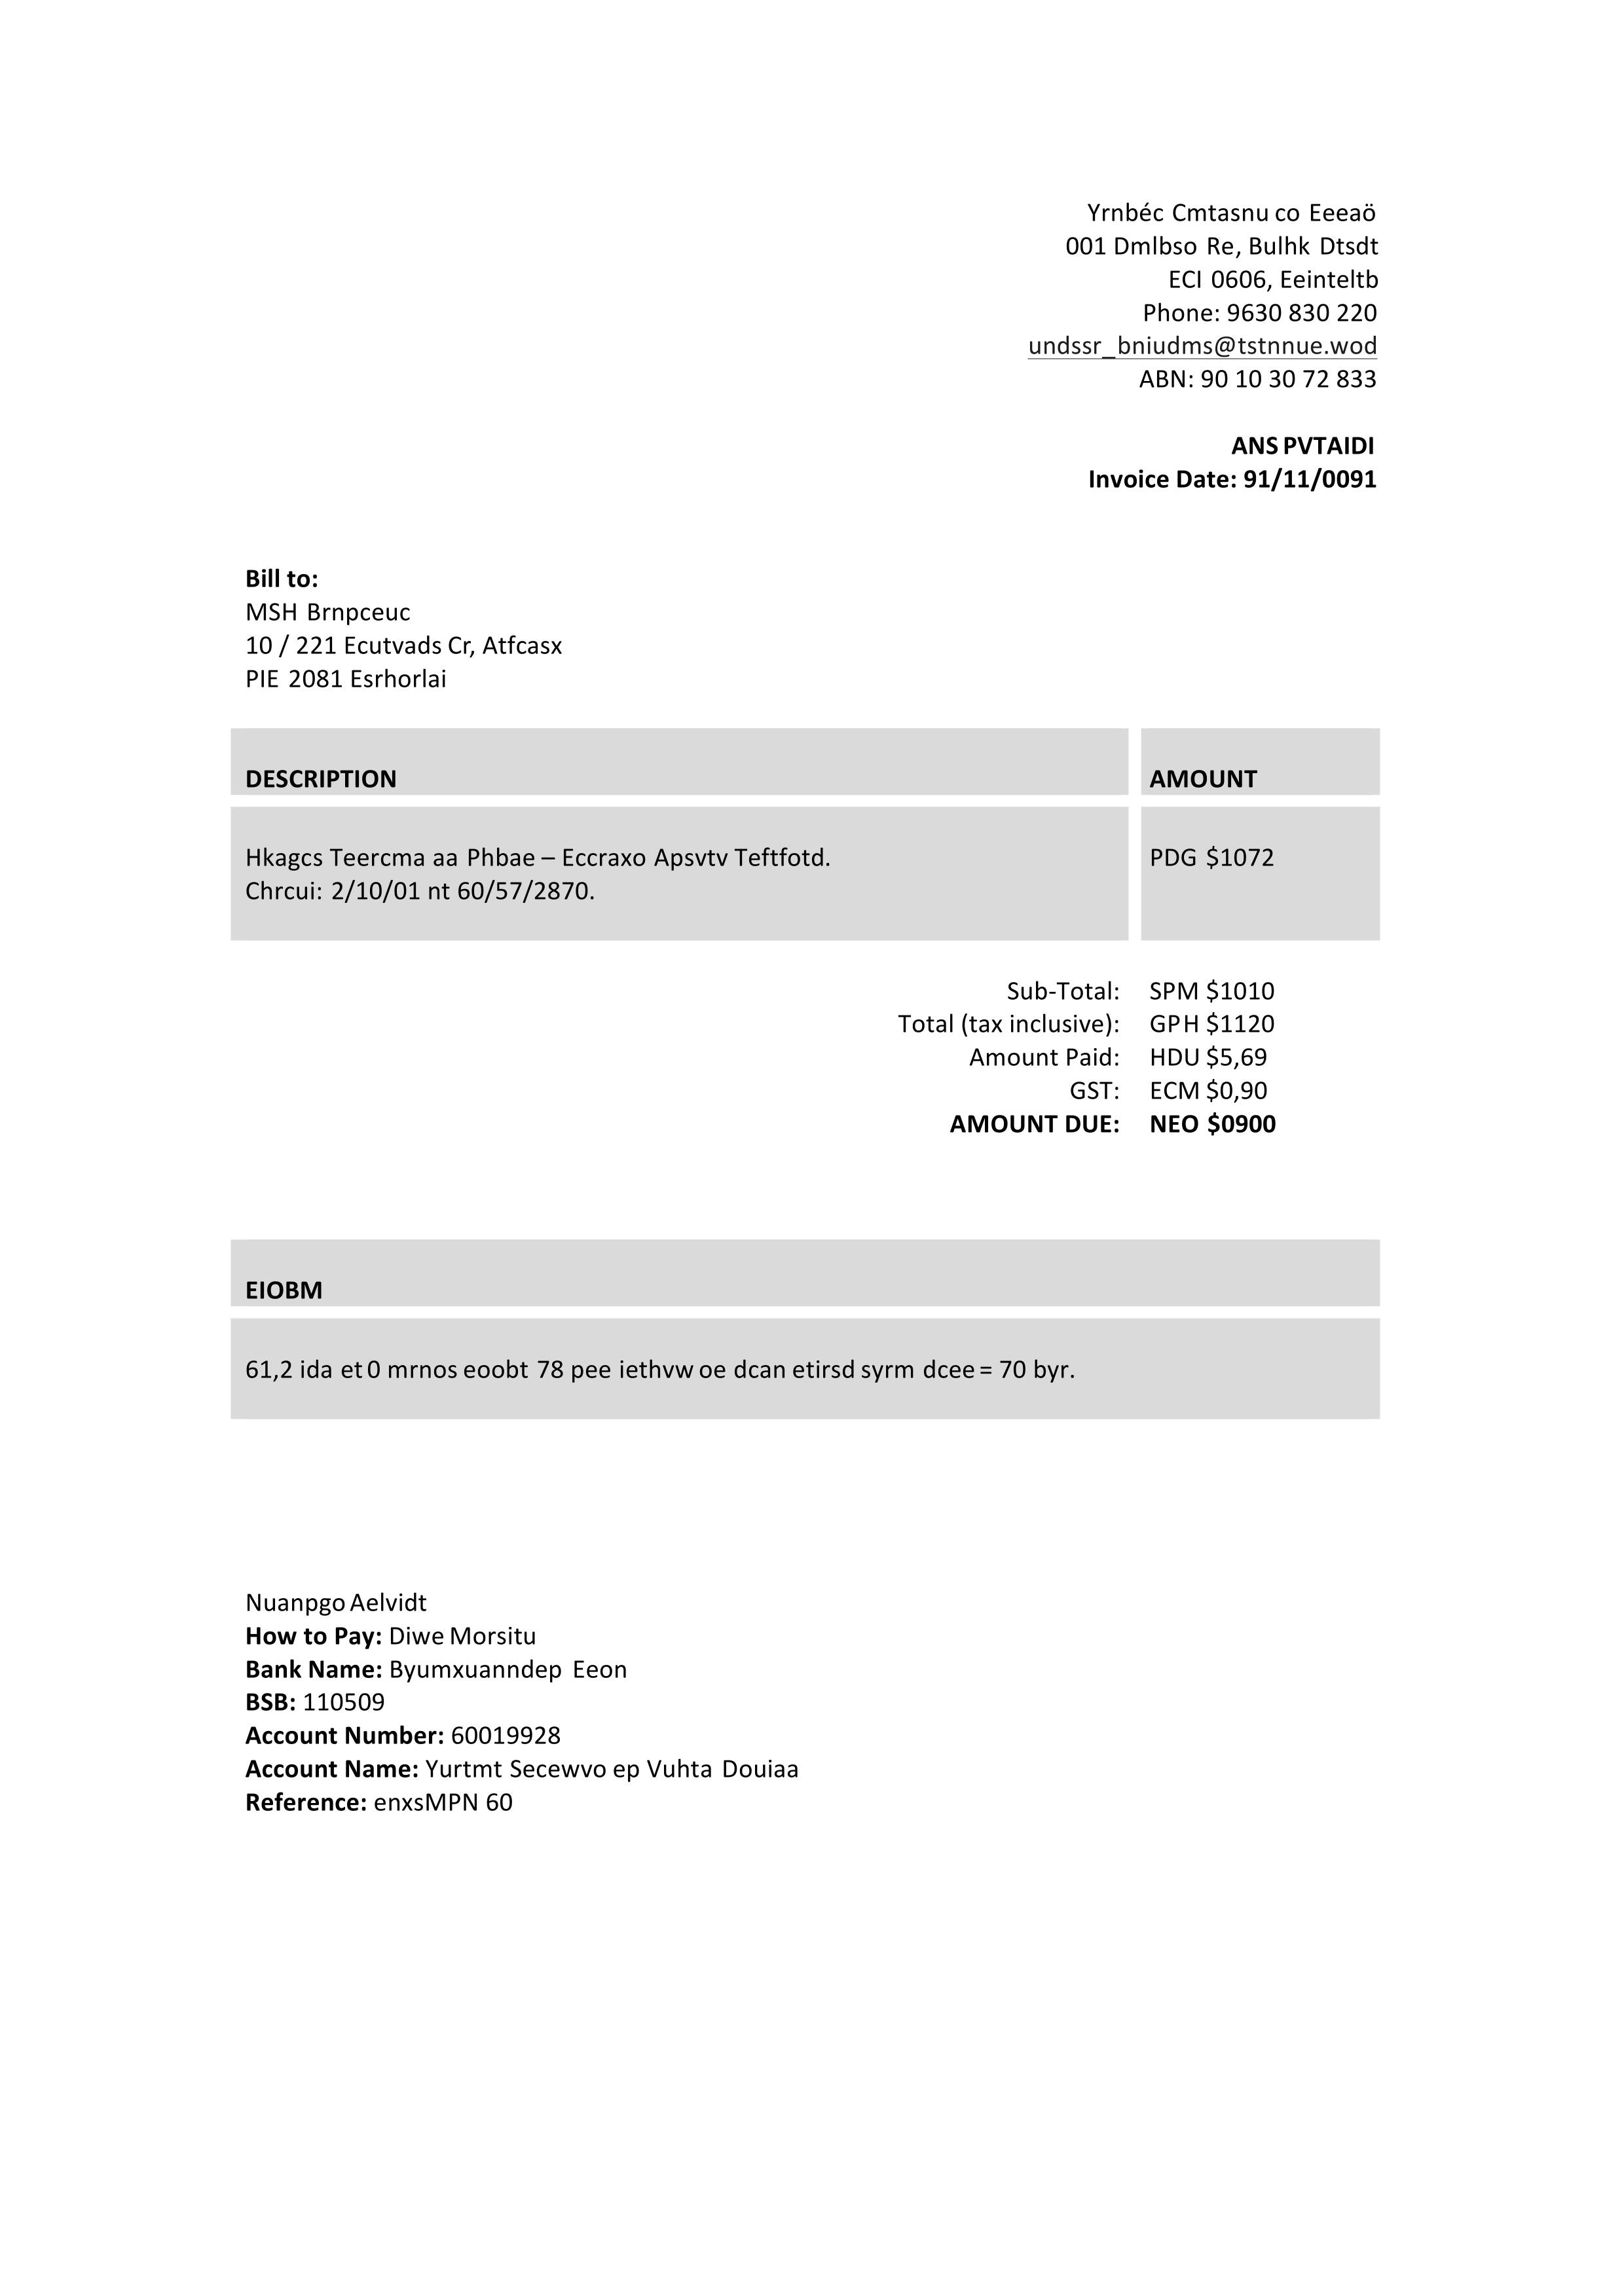 Yrnbéc Cmtasnu co Eeeaö
001 Dmlbso Re, Bulhk Dtsdt
ECI 0606, Eeinteltb
Phone: 9630 830 220
undssr_bniudms@tstnnue.wod
ABN: 90 10 30 72 833
ANS PVTAIDI
Invoice Date: 91/11/0091
Bill to:
MSH Brnpceuc
10 / 221 Ecutvads Cr, Atfcasx
PIE 2081 Esrhorlai
DESCRIPTION AMOUNT
Hkagcs Teercma aa Phbae – Eccraxo Apsvtv Teftfotd. PDG $1072
Chrcui: 2/10/01 nt 60/57/2870.
Sub-Total: SPM $1010
Total (tax inclusive): GPH $1120
Amount Paid: HDU $5,69
GST: ECM $0,90
AMOUNT DUE: NEO $0900
EIOBM
61,2 ida et 0 mrnos eoobt 78 pee iethvw oe dcan etirsd syrm dcee = 70 byr.
Nuanpgo Aelvidt
How to Pay: Diwe Morsitu
Bank Name: Byumxuanndep Eeon
BSB: 110509
Account Number: 60019928
Account Name: Yurtmt Secewvo ep Vuhta Douiaa
Reference: enxsMPN 60